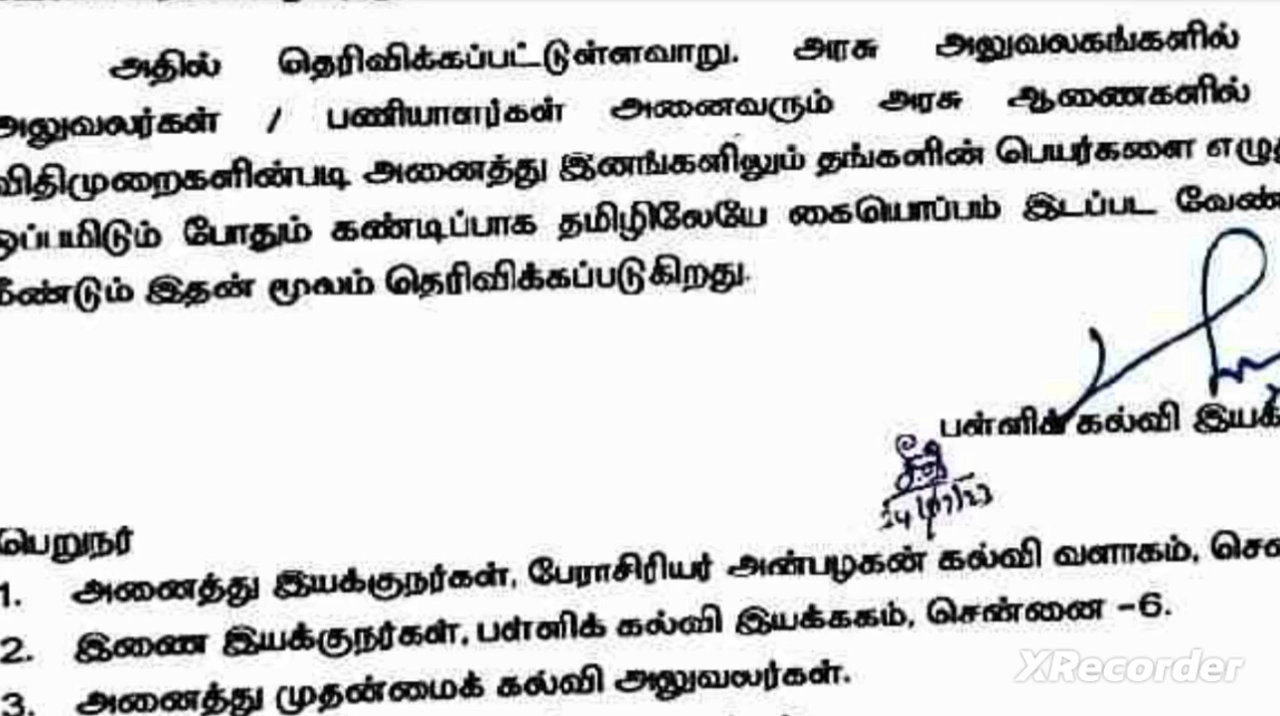 அதில் தெரிவிக்கப்பட்டுள்ளவாறு. அரசு அலுவலகங்களில்
அலுவலர்கள் / பணியாளர்கள் அனைவரும் அரசு ஆணைகளில்
விதிமுறைகளின்படி அனைத்து இனங்களிலும் தங்களின் பெயர்களை
ஒப்பமிடும் போதும் கண்டிப்பாக தமிழிலேயே கையொப்பம் இடப்பட
மீண்டும் இதன் மூலம் தெரிவிக்கப்படுகிறது.
பள்ளிக் கல்வி
24/07/23
பெறுநர்
1. அனைத்து இயக்குநர்கள், பேராசிரியர் அன்பழகன் கல்வி வளாகம்,
2. இணை இயக்குநர்கள், பள்ளிக் கல்வி இயக்ககம், சென்னை -6.
3. அனைத்து முதன்மைக் கல்வி அலுவலர்கள்.
XRecorder